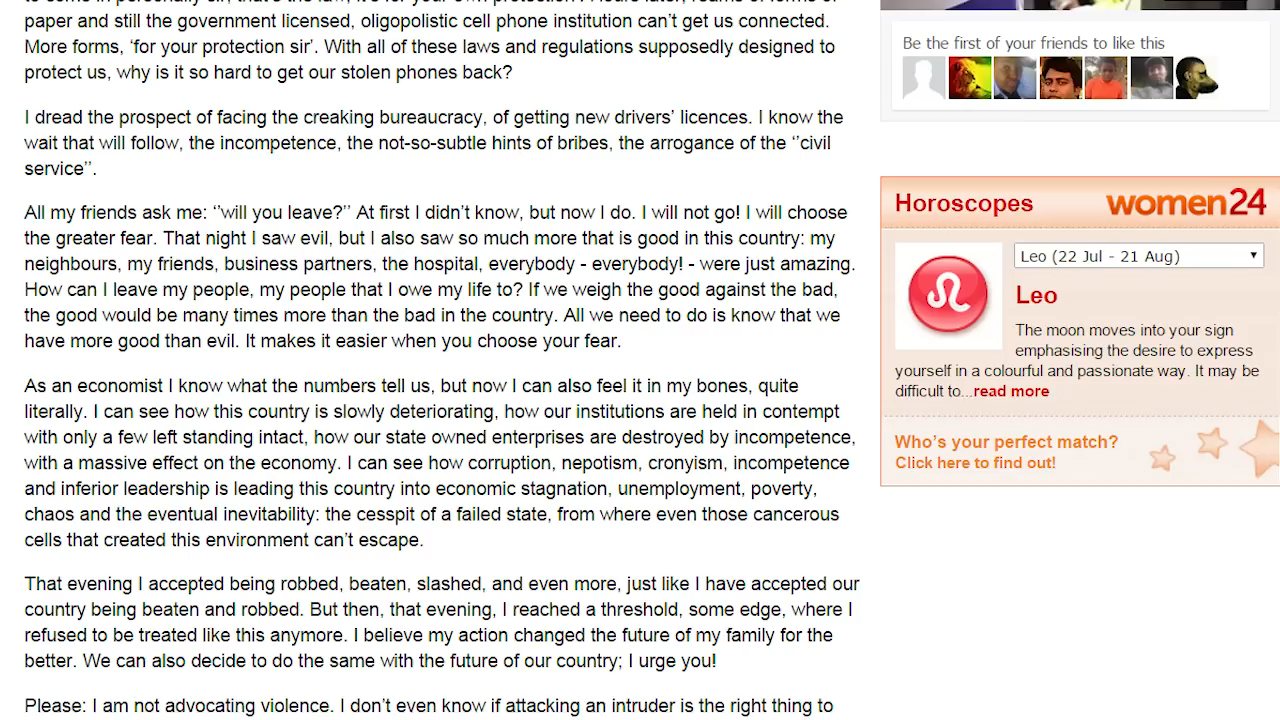 to come in personally sir, that's the law, it's for your own protection'. Hours later, reams of forms of
paper and still the government licensed, oligopolistic cell phone institution can't get us connected.
More forms, 'for your protection sir'. With all of these laws and regulations supposedly designed to
protect us, why is it so hard to get our stolen phones back?
I dread the prospect of facing the creaking bureaucracy, of getting new drivers' licences. I know the
wait that will follow, the incompetence, the not-so-subtle hints of bribes, the arrogance of the ‘'civil
service’'.
All my friends ask me: ‘'will you leave?’' At first I didn't know, but now I do. I will not go! I will choose
the greater fear. That night I saw evil, but I also saw so much more that is good in this country: my
neighbours, my friends, business partners, the hospital, everybody - everybody! - were just amazing.
How can I leave my people, my people that I owe my life to? If we weigh the good against the bad,
the good would be many times more than the bad in the country. All we need to do is know that we
have more good than evil. It makes it easier when you choose your fear.
As an economist I know what the numbers tell us, but now I can also feel it in my bones, quite
literally. I can see how this country is slowly deteriorating, how our institutions are held in contempt
with only a few left standing intact, how our state owned enterprises are destroyed by incompetence,
with a massive effect on the economy. I can see how corruption, nepotism, cronyism, incompetence
and inferior leadership is leading this country into economic stagnation, unemployment, poverty,
chaos and the eventual inevitability: the cesspit of a failed state, from where even those cancerous
cells that created this environment can't escape.
That evening I accepted being robbed, beaten, slashed, and even more, just like I have accepted our
country being beaten and robbed. But then, that evening, I reached a threshold, some edge, where I
refused to be treated like this anymore. I believe my action changed the future of my family for the
better. We can also decide to do the same with the future of our country; I urge you!
Please: I am not advocating violence. I don't even know if attacking an intruder is the right thing to
Be the first of your friends to like this
Horoscopes
women24
Leo (22 Jul - 21 Aug)
Leo
The moon moves into your sign
emphasising the desire to express
yourself in a colourful and passionate way. It may be
difficult to...read more
Who's your perfect match?
Click here to find out!